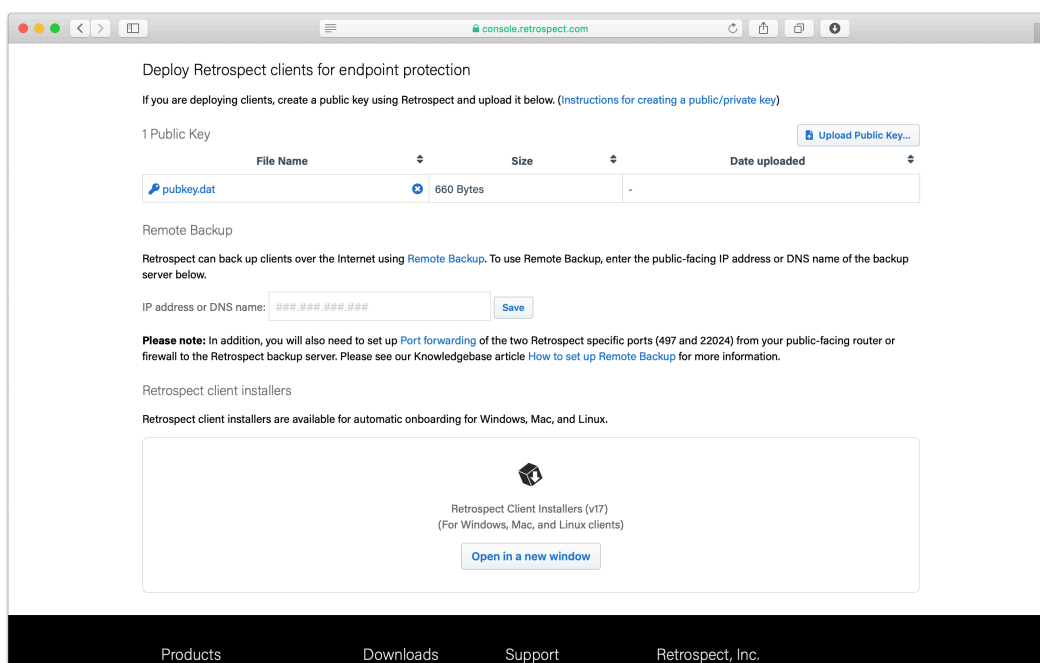 console.retrospect.com
Deploy Retrospect clients for endpoint protection
If you are deploying clients, create a public key using Retrospect and upload it below. (Instructions for creating a public/private key)
1 Public Key
Upload Public Key...
File Name Size Date uploaded
pubkey.dat 660 Bytes -
Remote Backup
Retrospect can back up clients over the Internet using Remote Backup. To use Remote Backup, enter the public-facing IP address or DNS name of the backup
server below.
IP address or DNS name: ###.###.###.### Save
Please note: In addition, you will also need to set up Port forwarding of the two Retrospect specific ports (497 and 22024) from your public-facing router or
firewall to the Retrospect backup server. Please see our Knowledgebase article How to set up Remote Backup for more information.
Retrospect client installers
Retrospect client installers are available for automatic onboarding for Windows, Mac, and Linux.
Retrospect Client Installers (v17)
(For Windows, Mac, and Linux clients)
Open in a new window
Products Downloads Support Retrospect, Inc.